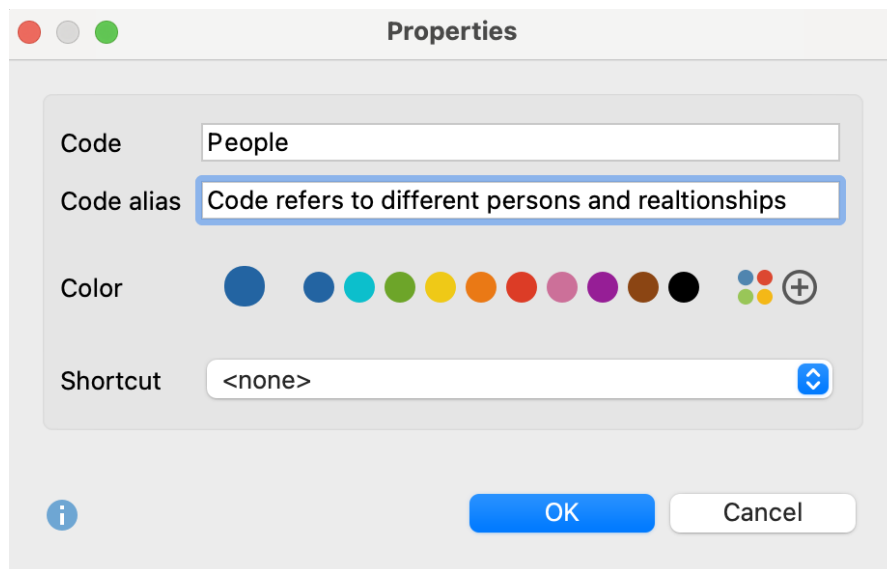 Properties
Code People
Code alias Code refers to different persons and realtionships
Color
Shortcut <none>
OK Cancel